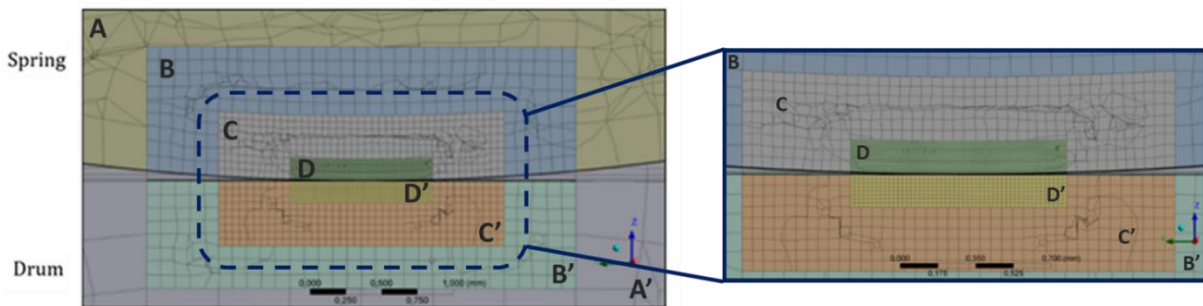 Spring
Drum
A
B
C
D
D'
C'
B'
A'
Z
0,000 0,500 1,000 (mm)
0,250 0,750
B
C
D
D'
C'
B'
Z
0,000 0,350 0,700 (mm)
0,175 0,525